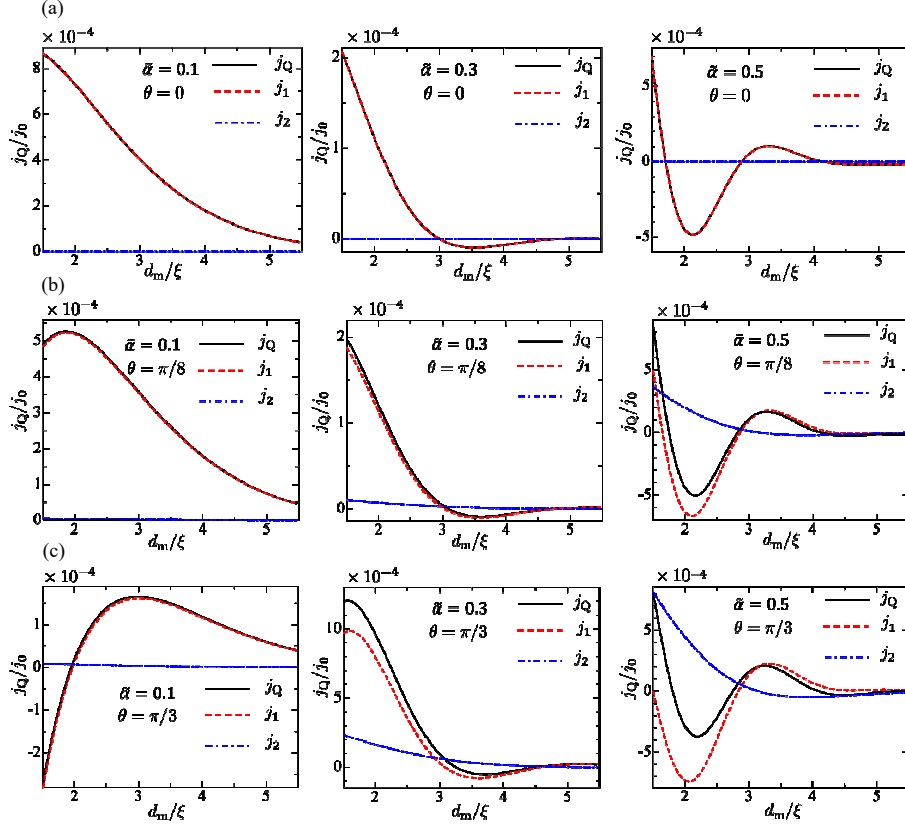 (a)
× 10⁻⁴
8
6
4
2
0
j_Q/j_0
ᾱ = 0.1
θ = 0
j_Q
j_1
j_2
2 3 4 5
d_m/ξ
× 10⁻⁴
2
1
0
j_Q/j_0
ᾱ = 0.3
θ = 0
j_Q
j_1
j_2
2 3 4 5
d_m/ξ
× 10⁻⁴
5
0
-5
j_Q/j_0
ᾱ = 0.5
θ = 0
j_Q
j_1
j_2
2 3 4 5
d_m/ξ
(b)
× 10⁻⁴
5
4
3
2
1
0
j_Q/j_0
ᾱ = 0.1
θ = π/8
j_Q
j_1
j_2
2 3 4 5
d_m/ξ
× 10⁻⁴
2
1
0
j_Q/j_0
ᾱ = 0.3
θ = π/8
j_Q
j_1
j_2
2 3 4 5
d_m/ξ
× 10⁻⁴
5
0
-5
j_Q/j_0
ᾱ = 0.5
θ = π/8
j_Q
j_1
j_2
2 3 4 5
d_m/ξ
(c)
× 10⁻⁴
1
0
-1
-2
j_Q/j_0
ᾱ = 0.1
θ = π/3
j_Q
j_1
j_2
2 3 4 5
d_m/ξ
× 10⁻⁴
10
5
0
j_Q/j_0
ᾱ = 0.3
θ = π/3
j_Q
j_1
j_2
2 3 4 5
d_m/ξ
× 10⁻⁴
5
0
-5
j_Q/j_0
ᾱ = 0.5
θ = π/3
j_Q
j_1
j_2
2 3 4 5
d_m/ξ